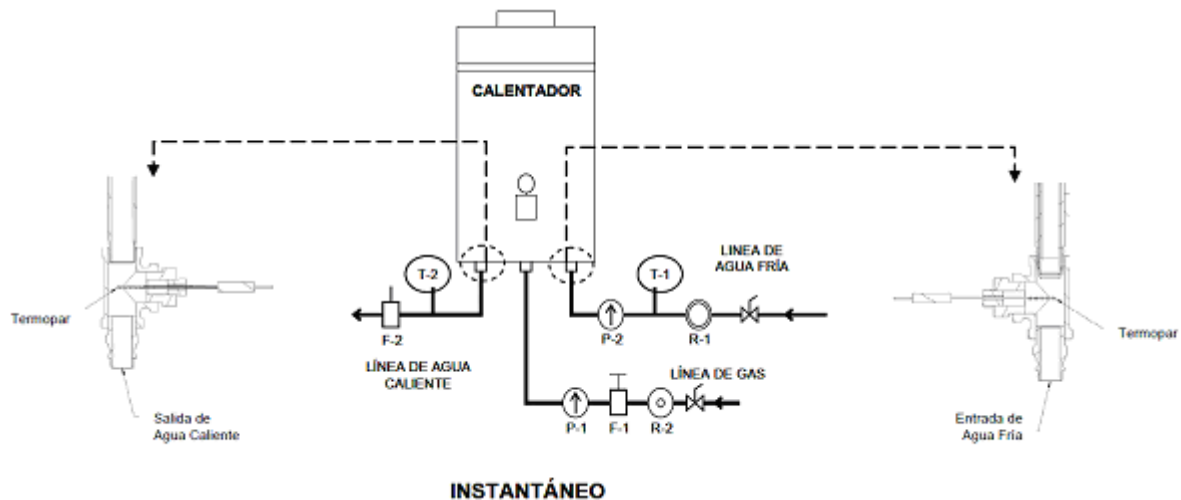 CALENTADOR
T-2
T-1
LINEA DE
AGUA FRÍA
Termopar
Termopar
F-2
P-2
R-1
LÍNEA DE AGUA
CALIENTE
LÍNEA DE GAS
P-1
F-1
R-2
Salida de
Agua Caliente
Entrada de
Agua Fria
INSTANTÁNEO